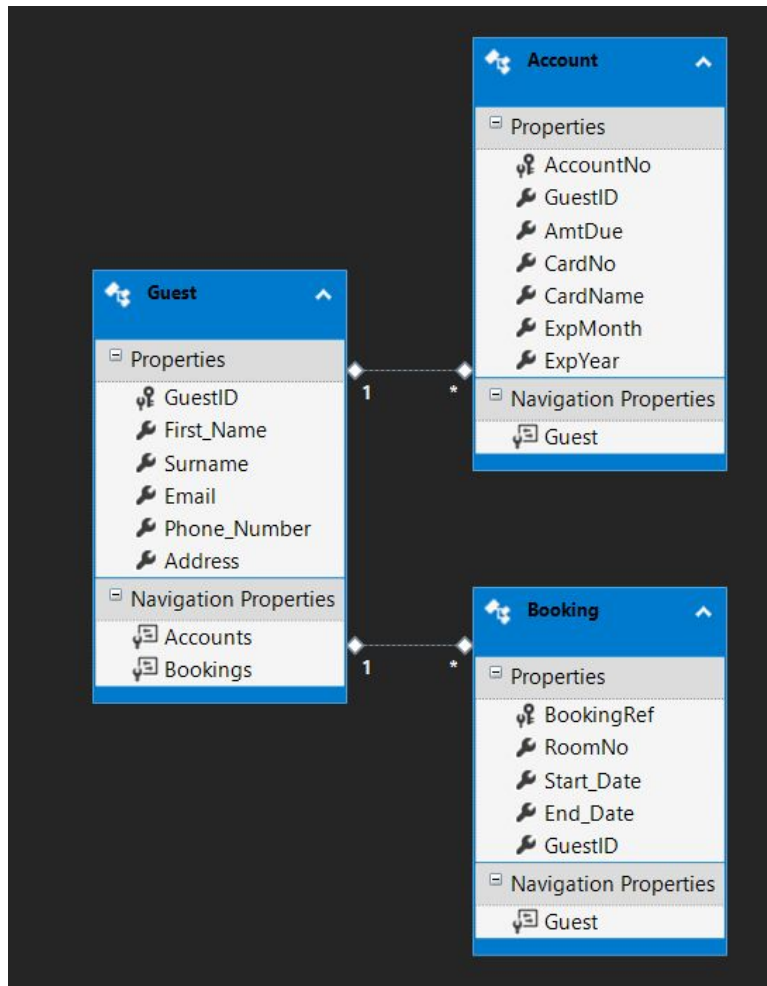 Account
Properties
AccountNo
GuestID
AmtDue
CardNo
CardName
ExpMonth
ExpYear
Navigation Properties
Guest
Guest
Properties
GuestID
First_Name
Surname
Email
Phone_Number
Address
Navigation Properties
Accounts
Bookings
1
*
1
*
Booking
Properties
BookingRef
RoomNo
Start_Date
End_Date
GuestID
Navigation Properties
Guest